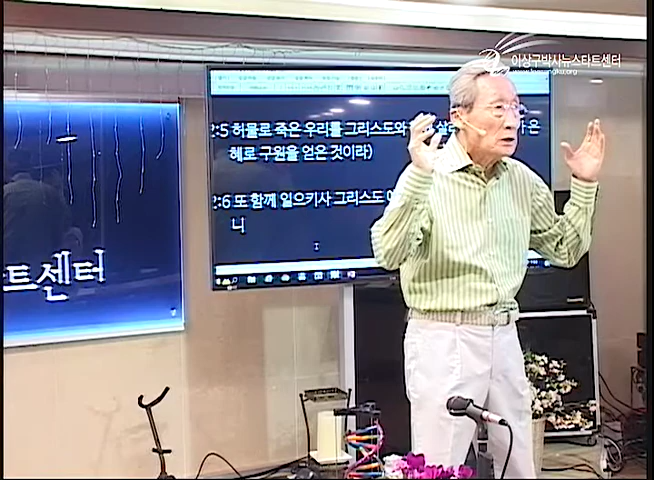 이상구박사뉴스타트센터
2:5 허물로 죽은 우리를 그리스도와 은
혜로 구원을 얻은 것이라)
2:6 또 함께 일으키사 그리스도
니
트센터